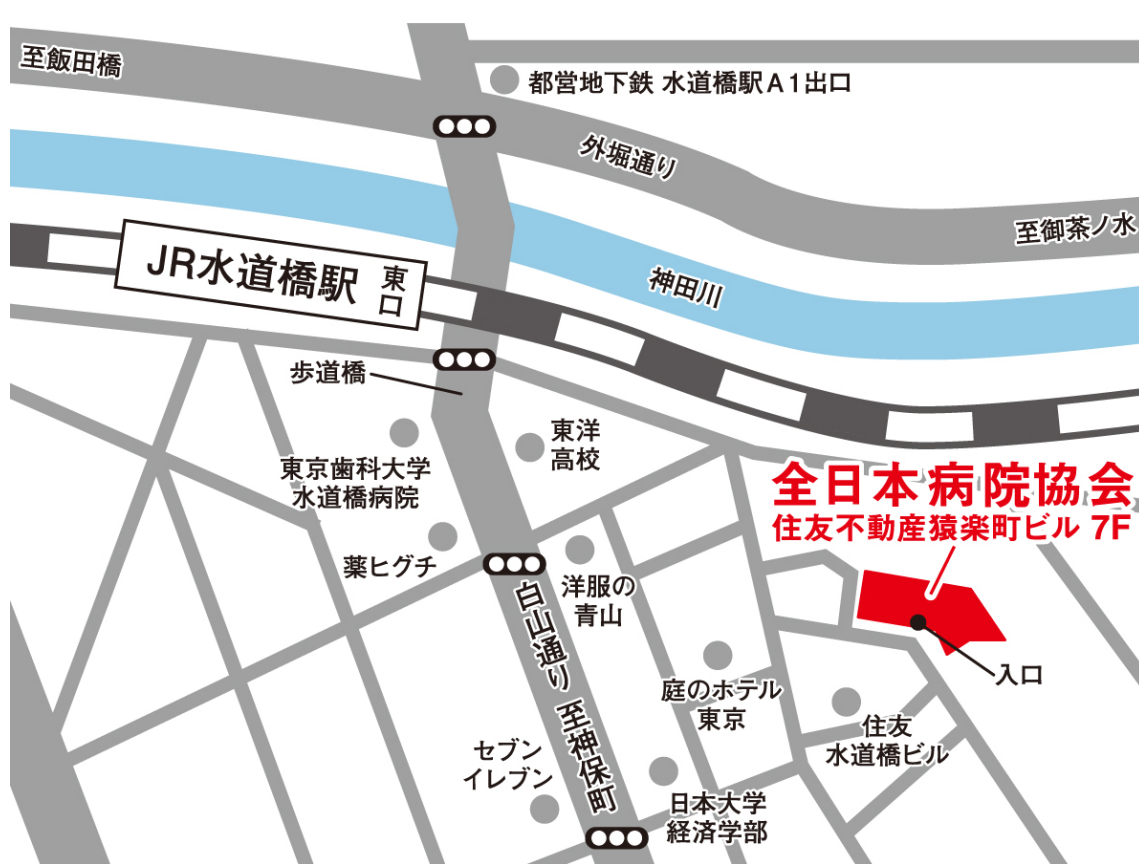 至飯田橋
都営地下鉄 水道橋駅A1出口
外堀通り
至御茶ノ水
JR水道橋駅
東口
神田川
歩道橋
東洋
高校
東京歯科大学
水道橋病院
全日本病院協会
住友不動産猿楽町ビル 7F
薬ヒグチ
洋服の
青山
白山通り 至神保町
入口
庭のホテル
東京
住友
水道橋ビル
セブン
イレブン
日本大学
経済学部